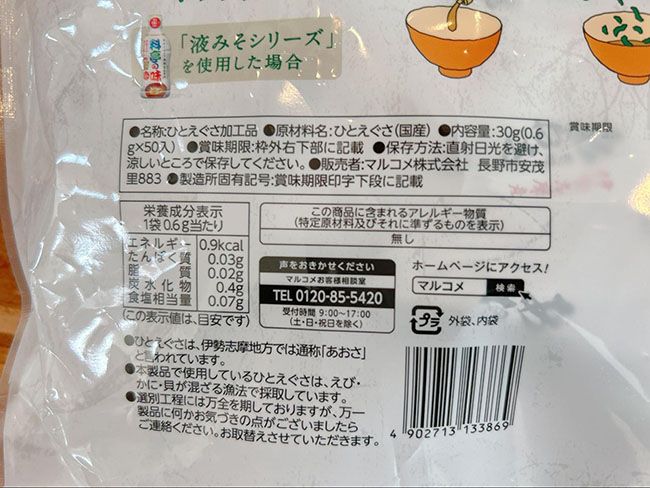 「液みそシリーズ」
を使用した場合
料亭の味
●名称:ひとえぐさ加工品 ●原材料名:ひとえぐさ(国産) ●内容量:30g(0.6
g×50入) ●賞味期限:枠外右下部に記載 ●保存方法:直射日光を避け、
涼しいところで保存してください。●販売者:マルコメ株式会社 長野市安茂
里883 ●製造所固有記号:賞味期限印字下段に記載
賞味期限
栄養成分表示
1袋0.6g当たり
エネルギー 0.9kcal
たんぱく質 0.03g
脂質 0.02g
炭水化物 0.4g
食塩相当量 0.07g
(この表示値は、目安です)
この商品に含まれるアレルギー物質
(特定原材料及びそれに準ずるものを表示)
無し
声をおきかせください
マルコメお客様相談室
TEL 0120-85-5420
受付時間 9:00〜17:00
(土・日・祝日を除く)
ホームページにアクセス!
マルコメ 検索
プラ 外袋、内袋
●ひとえぐさは、伊勢志摩地方では通称「あおさ」
と言われています。
●本製品で使用しているひとえぐさは、えび・
かに・貝が混ざる漁法で採取しています。
●選別工程には万全を期しておりますが、万一
製品に何かお気づきの点がございましたら
ご連絡ください。お取替えさせていただきます。
4 902713 133869